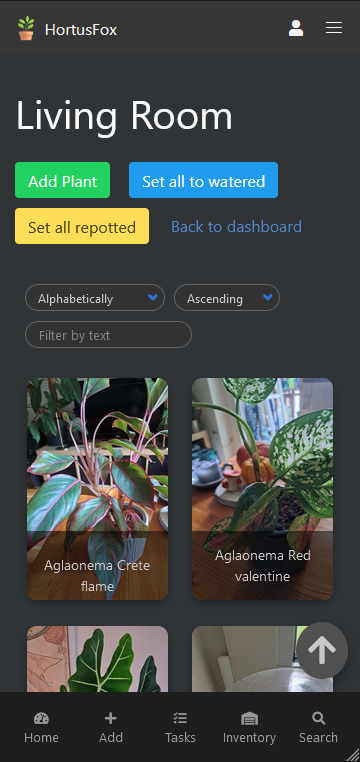 HortusFox
Living Room
Add Plant
Set all to watered
Set all repotted
Back to dashboard
Alphabetically
Ascending
Filter by text
Aglaonema Crete
flame
Aglaonema Red
valentine
Home
Add
Tasks
Inventory
Search